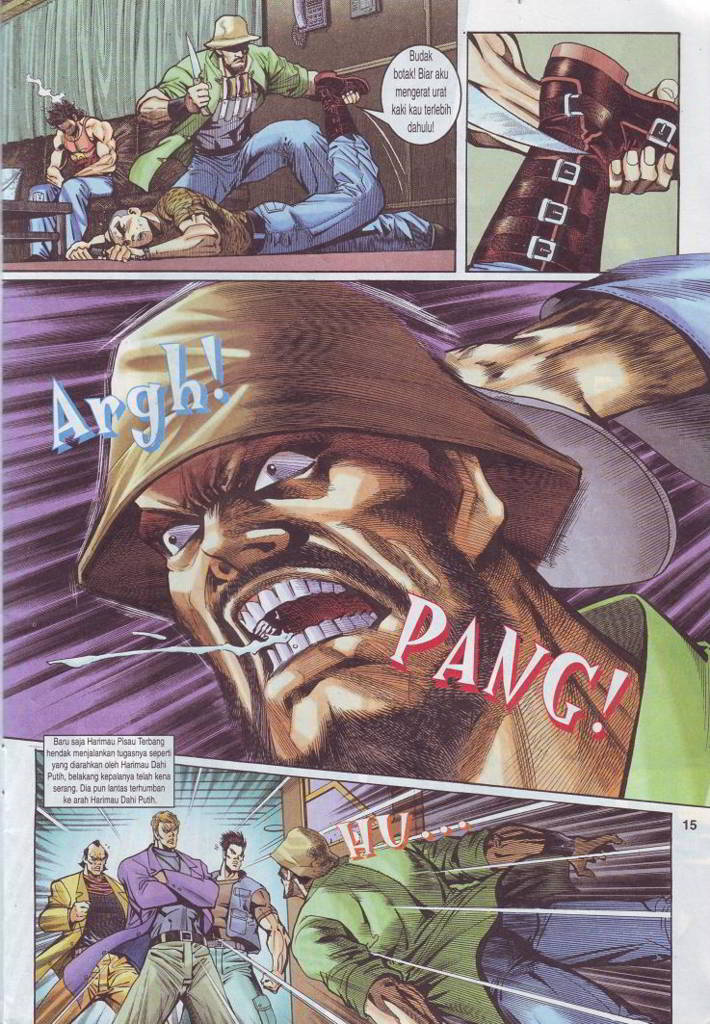 Budak
botak! Biar aku
mengerat urat
kaki kau terlebih
dahulu!
Argh!
PANG!
Baru saja Harimau Pisau Terbang
hendak menjalankan tugasnya seperti
yang diarahkan oleh Harimau Dahi
Putih, belakang kepalanya telah kena
serang. Dia pun lantas terhumban
ke arah Harimau Dahi Putih.
HU...
15